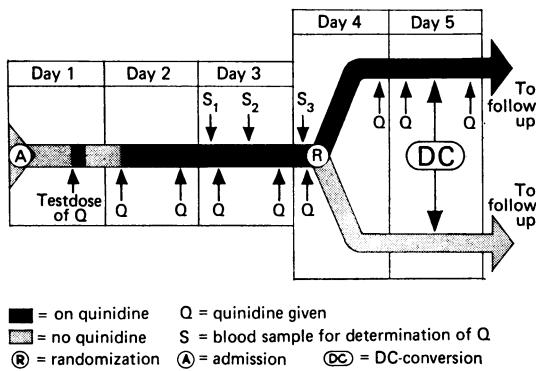 Day 4 Day 5
Day 1 Day 2 Day 3
S1 S2 S3
To
follow
up
Q Q Q
A R DC
Testdose
of Q
Q Q Q Q Q
To
follow
up
= on quinidine Q = quinidine given
= no quinidine S = blood sample for determination of Q
R = randomization A = admission DC = DC-conversion